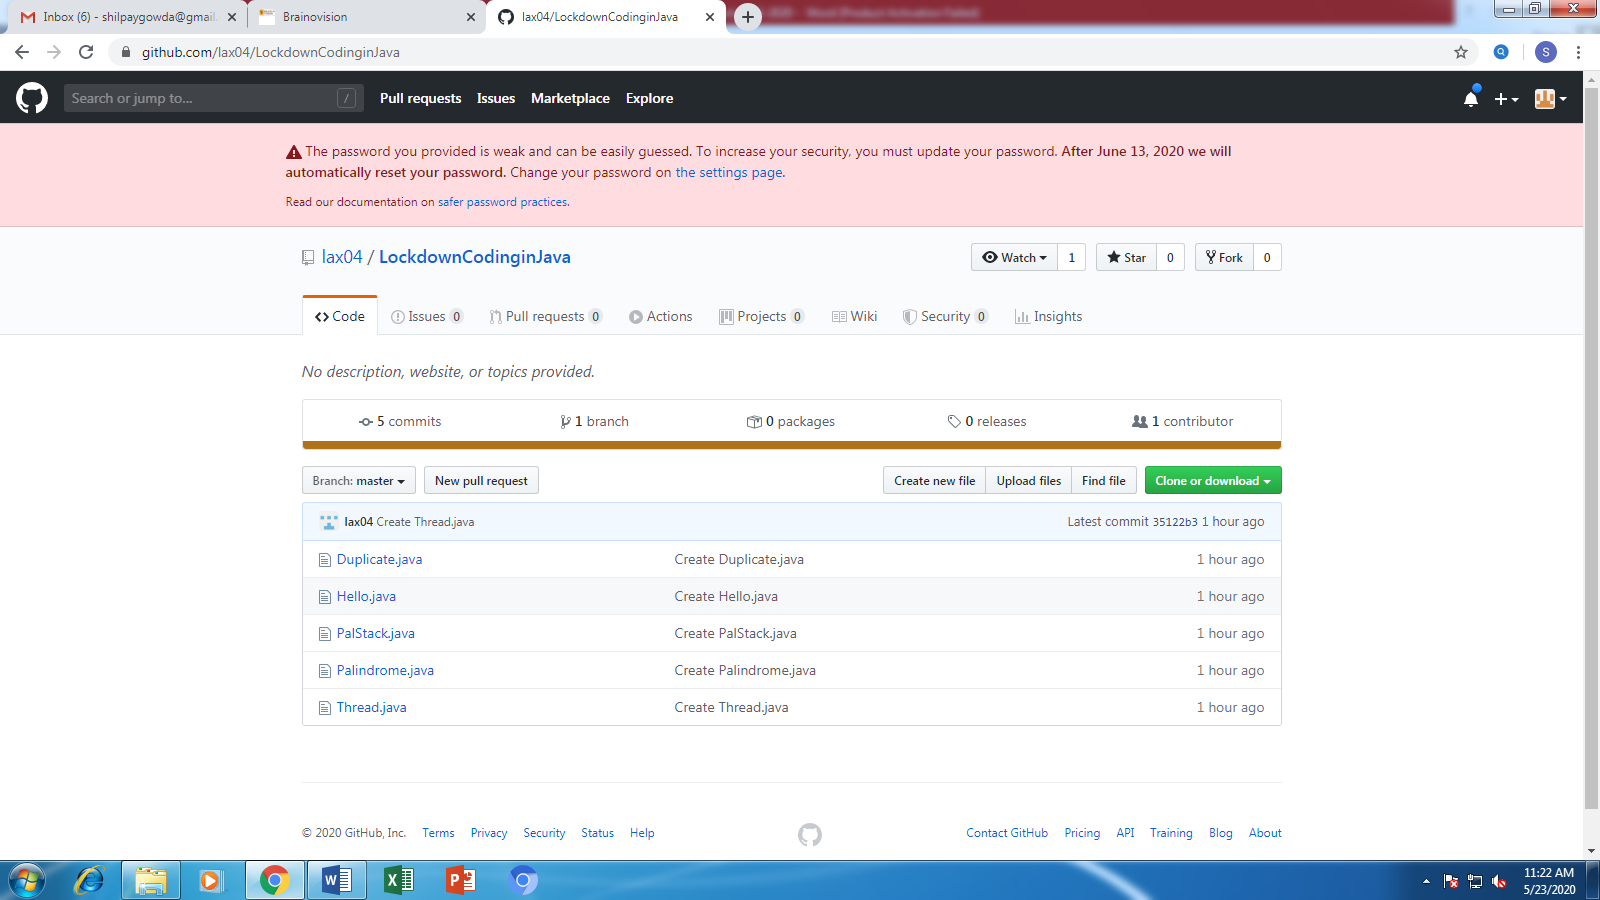 Inbox (6) - shilpaygowda@gmail.
Brainovision
lax04/LockdownCodinginJava
2020 - Word (Product Activation Failed)
github.com/lax04/LockdownCodinginJava
S
Search or jump to...
/
Pull requests Issues Marketplace Explore
The password you provided is weak and can be easily guessed. To increase your security, you must update your password. After June 13, 2020 we will
automatically reset your password. Change your password on the settings page.
Read our documentation on safer password practices.
lax04 / LockdownCodinginJava
Watch 1 Star 0 Fork 0
Code Issues 0 Pull requests 0 Actions Projects 0 Wiki Security 0 Insights
No description, website, or topics provided.
5 commits 1 branch 0 packages 0 releases 1 contributor
Branch: master New pull request Create new file Upload files Find file Clone or download
lax04 Create Thread.java Latest commit 35122b3 1 hour ago
Duplicate.java Create Duplicate.java 1 hour ago
Hello.java Create Hello.java 1 hour ago
PalStack.java Create PalStack.java 1 hour ago
Palindrome.java Create Palindrome.java 1 hour ago
Thread.java Create Thread.java 1 hour ago
© 2020 GitHub, Inc. Terms Privacy Security Status Help Contact GitHub Pricing API Training Blog About
11:22 AM
5/23/2020